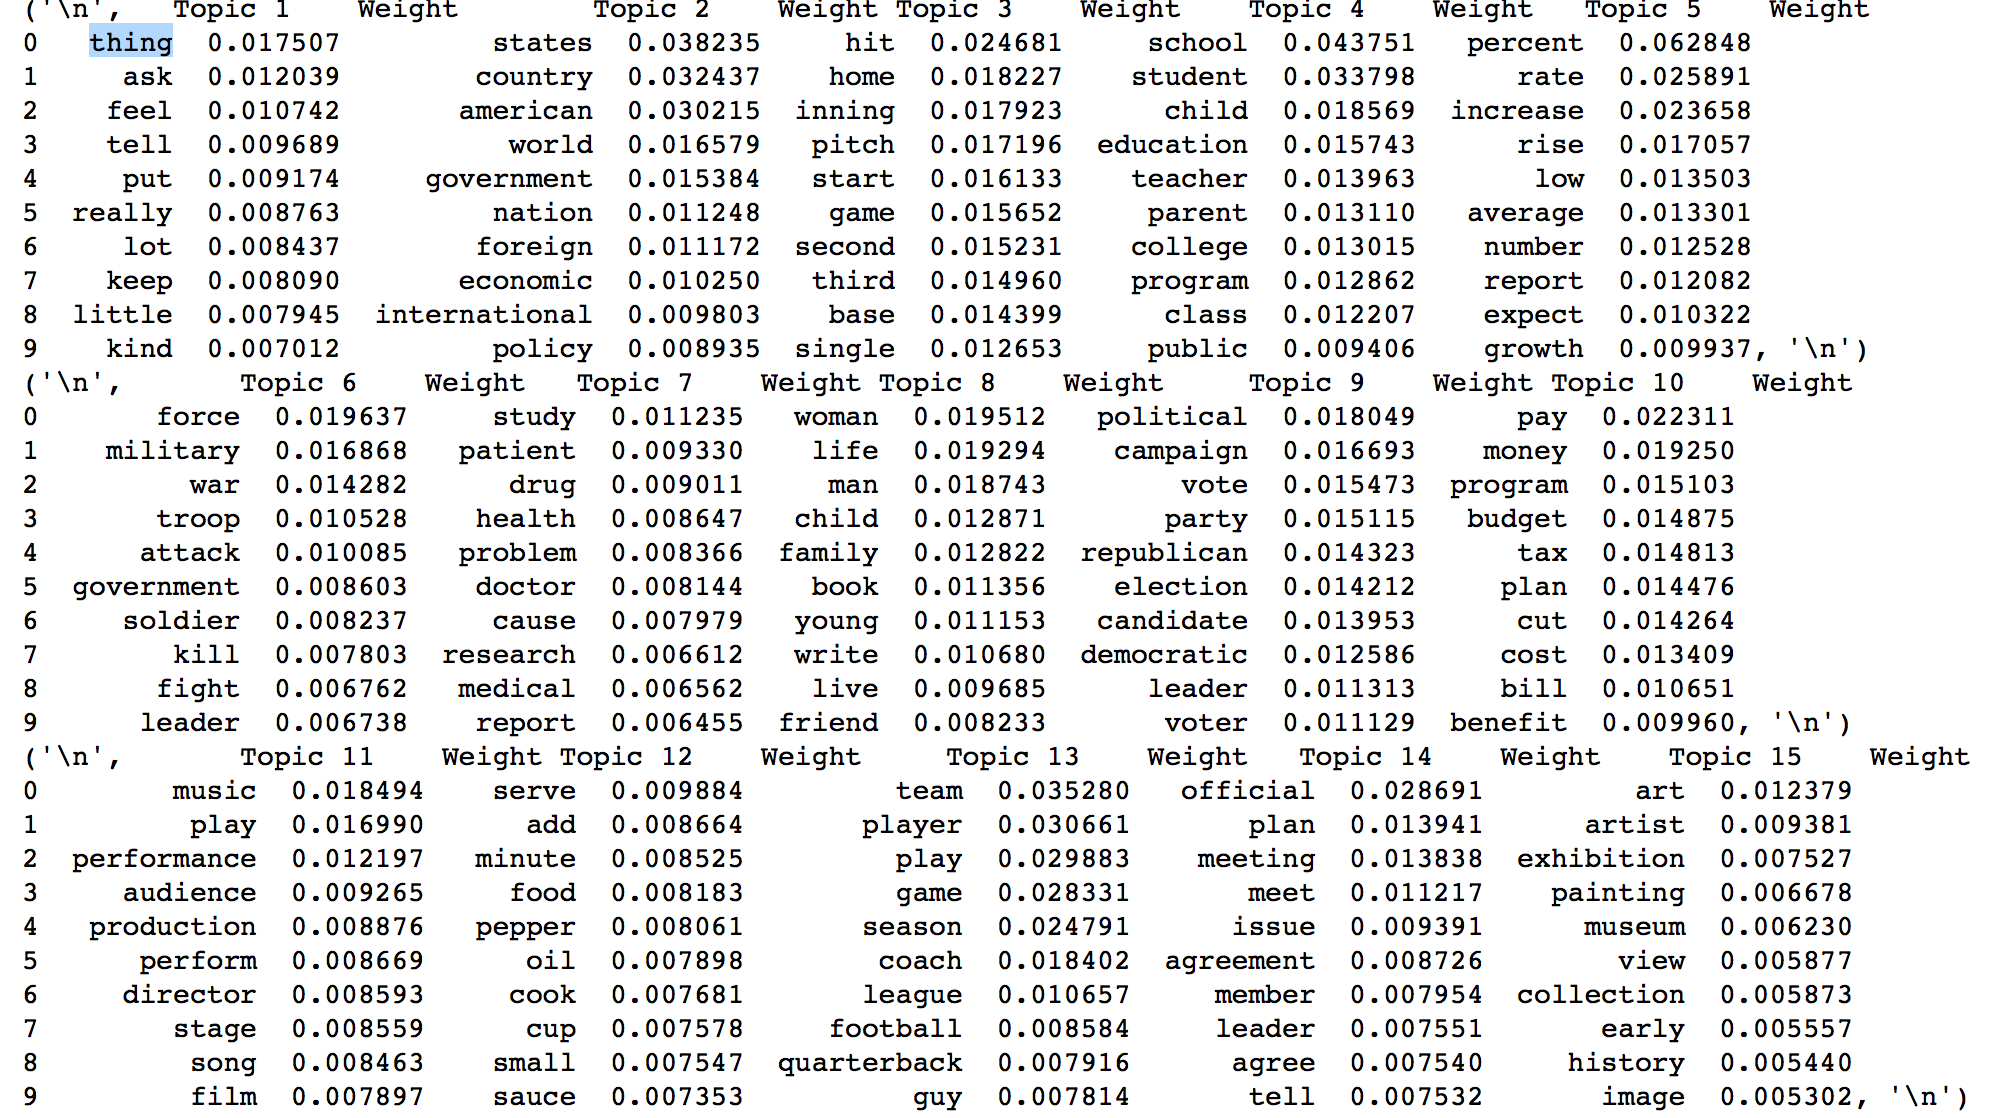 ('\n', Topic 1 Weight Topic 2 Weight Topic 3 Weight Topic 4 Weight Topic 5 Weight
0 thing 0.017507 states 0.038235 hit 0.024681 school 0.043751 percent 0.062848
1 ask 0.012039 country 0.032437 home 0.018227 student 0.033798 rate 0.025891
2 feel 0.010742 american 0.030215 inning 0.017923 child 0.018569 increase 0.023658
3 tell 0.009689 world 0.016579 pitch 0.017196 education 0.015743 rise 0.017057
4 put 0.009174 government 0.015384 start 0.016133 teacher 0.013963 low 0.013503
5 really 0.008763 nation 0.011248 game 0.015652 parent 0.013110 average 0.013301
6 lot 0.008437 foreign 0.011172 second 0.015231 college 0.013015 number 0.012528
7 keep 0.008090 economic 0.010250 third 0.014960 program 0.012862 report 0.012082
8 little 0.007945 international 0.009803 base 0.014399 class 0.012207 expect 0.010322
9 kind 0.007012 policy 0.008935 single 0.012653 public 0.009406 growth 0.009937, '\n')
('\n', Topic 6 Weight Topic 7 Weight Topic 8 Weight Topic 9 Weight Topic 10 Weight
0 force 0.019637 study 0.011235 woman 0.019512 political 0.018049 pay 0.022311
1 military 0.016868 patient 0.009330 life 0.019294 campaign 0.016693 money 0.019250
2 war 0.014282 drug 0.009011 man 0.018743 vote 0.015473 program 0.015103
3 troop 0.010528 health 0.008647 child 0.012871 party 0.015115 budget 0.014875
4 attack 0.010085 problem 0.008366 family 0.012822 republican 0.014323 tax 0.014813
5 government 0.008603 doctor 0.008144 book 0.011356 election 0.014212 plan 0.014476
6 soldier 0.008237 cause 0.007979 young 0.011153 candidate 0.013953 cut 0.014264
7 kill 0.007803 research 0.006612 write 0.010680 democratic 0.012586 cost 0.013409
8 fight 0.006762 medical 0.006562 live 0.009685 leader 0.011313 bill 0.010651
9 leader 0.006738 report 0.006455 friend 0.008233 voter 0.011129 benefit 0.009960, '\n')
('\n', Topic 11 Weight Topic 12 Weight Topic 13 Weight Topic 14 Weight Topic 15 Weight
0 music 0.018494 serve 0.009884 team 0.035280 official 0.028691 art 0.012379
1 play 0.016990 add 0.008664 player 0.030661 plan 0.013941 artist 0.009381
2 performance 0.012197 minute 0.008525 play 0.029883 meeting 0.013838 exhibition 0.007527
3 audience 0.009265 food 0.008183 game 0.028331 meet 0.011217 painting 0.006678
4 production 0.008876 pepper 0.008061 season 0.024791 issue 0.009391 museum 0.006230
5 perform 0.008669 oil 0.007898 coach 0.018402 agreement 0.008726 view 0.005877
6 director 0.008593 cook 0.007681 league 0.010657 member 0.007954 collection 0.005873
7 stage 0.008559 cup 0.007578 football 0.008584 leader 0.007551 early 0.005557
8 song 0.008463 small 0.007547 quarterback 0.007916 agree 0.007540 history 0.005440
9 film 0.007897 sauce 0.007353 guy 0.007814 tell 0.007532 image 0.005302, '\n')